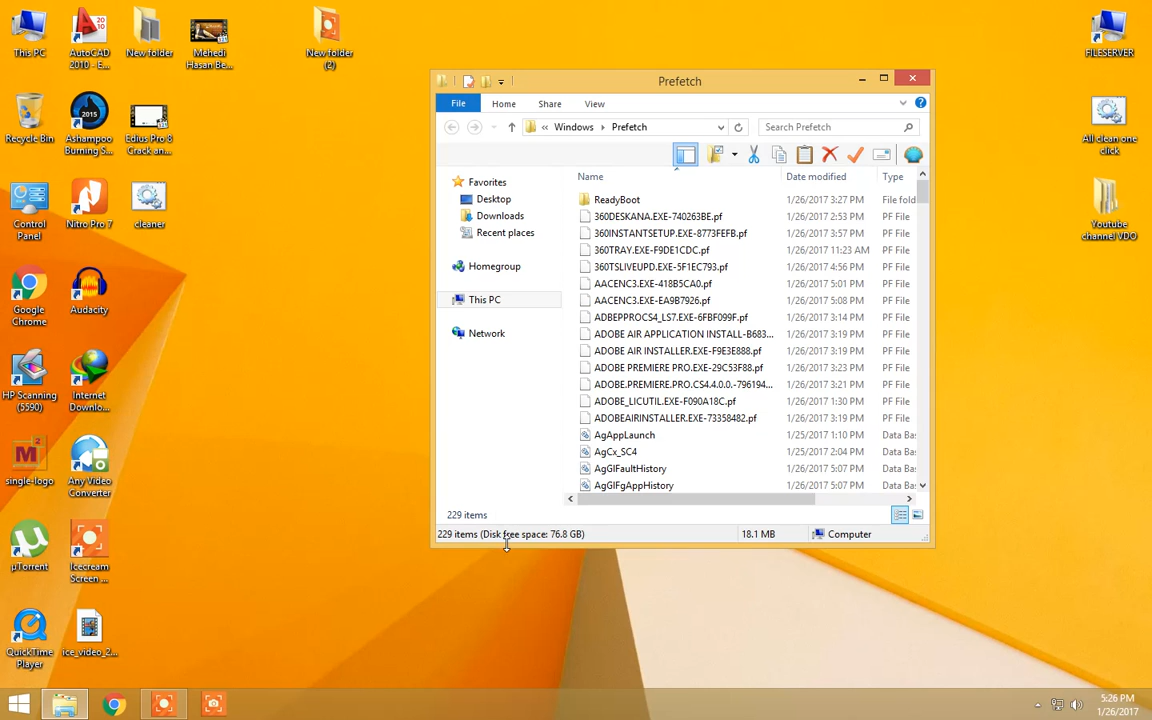 This PC
AutoCAD 2010 - E...
New folder
Mehedi Hasan Be...
New folder (2)
FILESERVER
Recycle Bin
Ashampoo Burning S...
Edius Pro 8 Crack an...
All clean one click
Control Panel
Nitro Pro 7
cleaner
Youtube channel VDO
Google Chrome
Audacity
HP Scanning (5590)
Internet Downlo...
single-logo
Any Video Converter
µTorrent
Icecream Screen ...
QuickTime Player
ice_video_2...
Prefetch
File Home Share View
« Windows Prefetch
Search Prefetch
Favorites
Desktop
Downloads
Recent places
Homegroup
This PC
Network
Name Date modified Type
ReadyBoot 1/26/2017 3:27 PM File fold
360DESKANA.EXE-740263BE.pf 1/26/2017 2:53 PM PF File
360INSTANTSETUP.EXE-8773FEFB.pf 1/26/2017 3:57 PM PF File
360TRAY.EXE-F9DE1CDC.pf 1/26/2017 11:23 AM PF File
360TSLIVEUPD.EXE-5F1EC793.pf 1/26/2017 4:56 PM PF File
AACENC3.EXE-418B5CA0.pf 1/26/2017 5:01 PM PF File
AACENC3.EXE-EA9B7926.pf 1/26/2017 5:08 PM PF File
ADBEPPROCS4_LS7.EXE-6FBF099F.pf 1/26/2017 3:14 PM PF File
ADOBE AIR APPLICATION INSTALL-B683... 1/26/2017 3:19 PM PF File
ADOBE AIR INSTALLER.EXE-F9E3E888.pf 1/26/2017 3:19 PM PF File
ADOBE PREMIERE PRO.EXE-29C53F88.pf 1/26/2017 3:22 PM PF File
ADOBE.PREMIERE.PRO.CS4.4.0.0.-796194... 1/26/2017 3:21 PM PF File
ADOBE_LICUTIL.EXE-F090A18C.pf 1/26/2017 1:30 PM PF File
ADOBEAIRINSTALLER.EXE-73358482.pf 1/26/2017 3:19 PM PF File
AgAppLaunch 1/25/2017 1:10 PM Data Bas
AgCx_SC4 1/25/2017 2:04 PM Data Bas
AgGlFaultHistory 1/26/2017 5:07 PM Data Bas
AgGlFgAppHistory 1/26/2017 5:07 PM Data Bas
229 items
229 items (Disk free space: 76.8 GB) 18.1 MB Computer
5:26 PM
1/26/2017